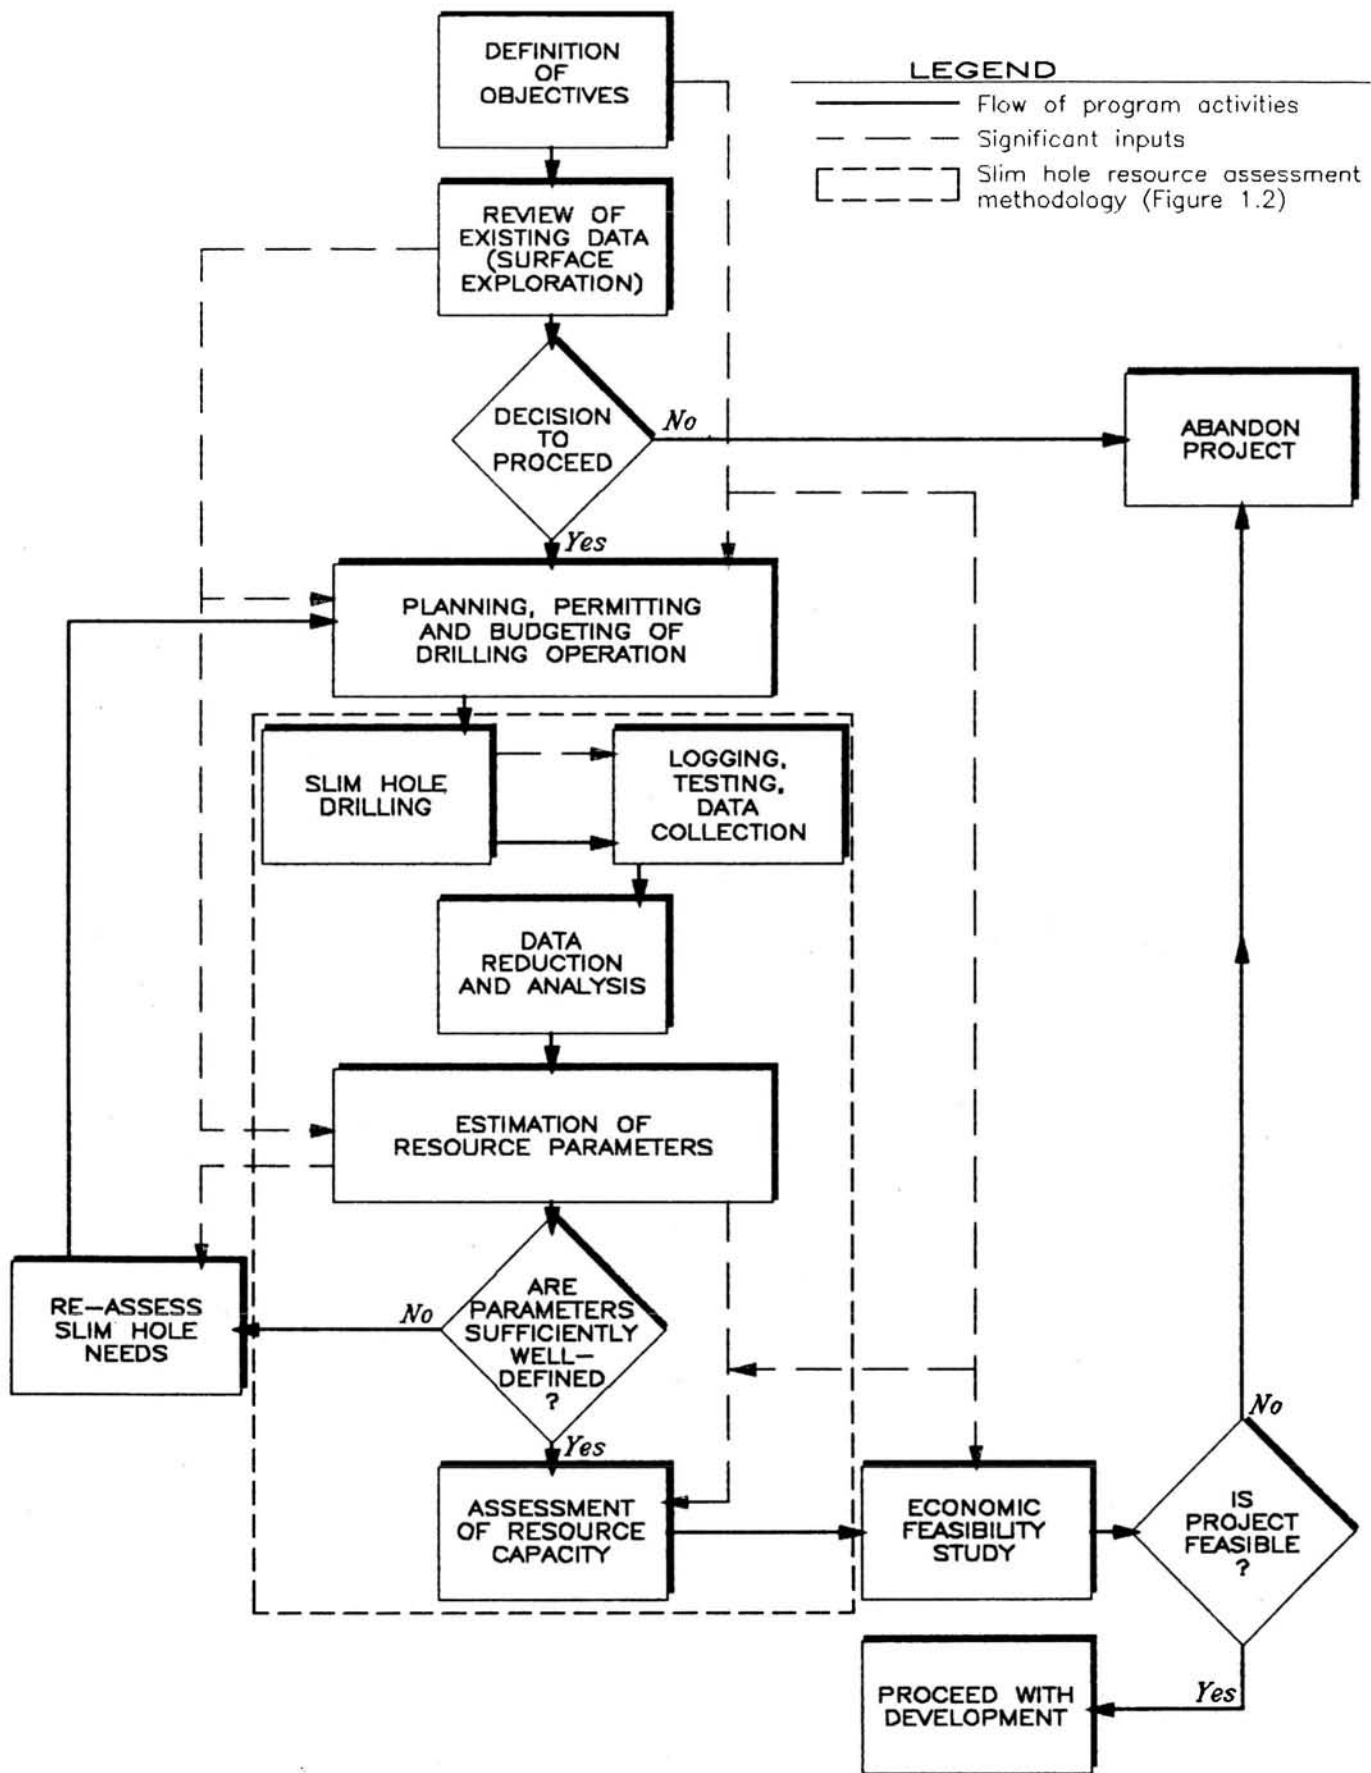 DEFINITION
OF
OBJECTIVES
LEGEND
Flow of program activities
Significant inputs
Slim hole resource assessment
methodology (Figure 1.2)
REVIEW OF
EXISTING DATA
(SURFACE
EXPLORATION)
DECISION
TO
PROCEED
No
ABANDON
PROJECT
Yes
PLANNING, PERMITTING
AND BUDGETING OF
DRILLING OPERATION
SLIM HOLE
DRILLING
LOGGING,
TESTING,
DATA
COLLECTION
DATA
REDUCTION
AND ANALYSIS
ESTIMATION OF
RESOURCE PARAMETERS
RE-ASSESS
SLIM HOLE
NEEDS
No
ARE
PARAMETERS
SUFFICIENTLY
WELL-
DEFINED
?
Yes
ASSESSMENT
OF RESOURCE
CAPACITY
ECONOMIC
FEASIBILITY
STUDY
No
IS
PROJECT
FEASIBLE
?
Yes
PROCEED WITH
DEVELOPMENT